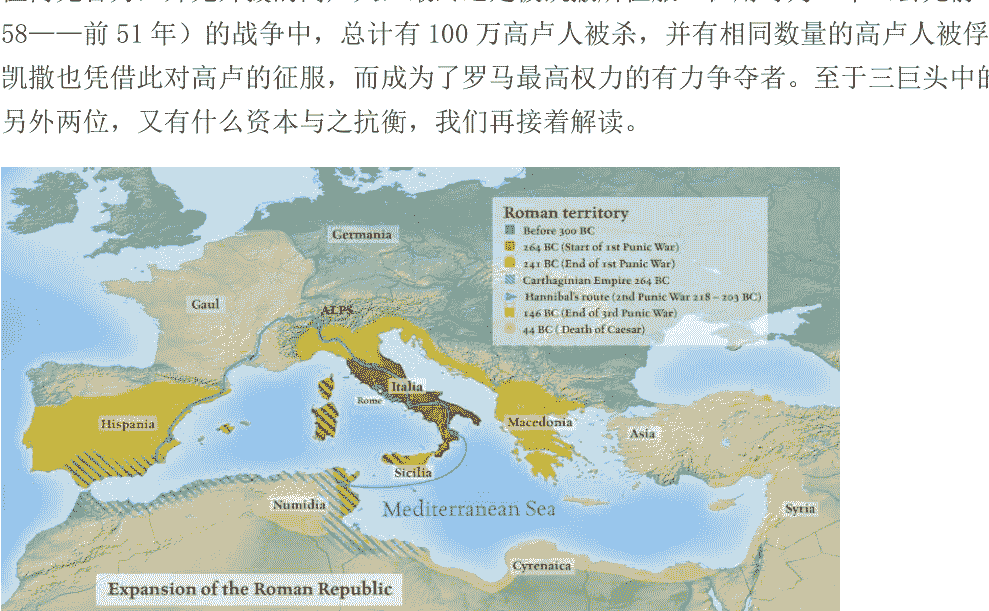 58——前 51 年）的战争中，总计有 100 万高卢人被杀，并有相同数量的高卢人被俘
凯撒也凭借此对高卢的征服，而成为了罗马最高权力的有力争夺者。至于三巨头中的
另外两位，又有什么资本与之抗衡，我们再接着解读。
Roman territory
Before 300 BC
264 BC (Start of 1st Punic War)
241 BC (End of 1st Punic War)
Carthaginian Empire 264 BC
Hannibal's route (2nd Punic War 218 – 203 BC)
146 BC (End of 3rd Punic War)
44 BC (Death of Caesar)
Germania
Gaul
ALPS
Italia
Rome
Hispania
Macedonia
Asia
Sicilia
Numidia
Mediterranean Sea
Syria
Cyrenaica
Expansion of the Roman Republic